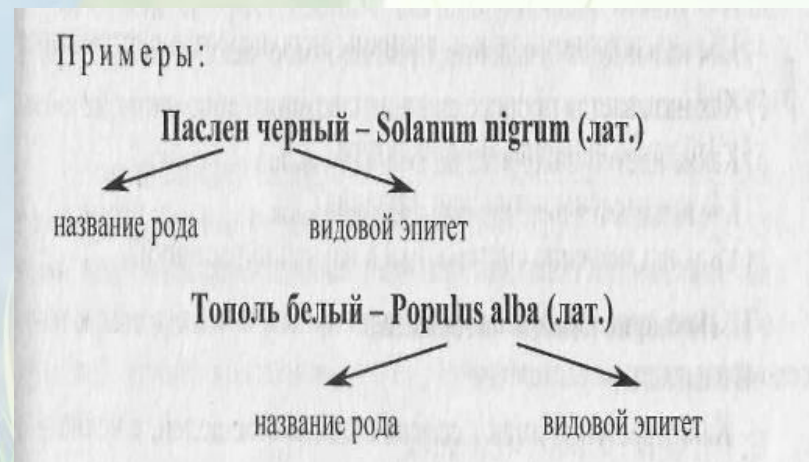 Примеры:
Паслен черный – Solanum nigrum (лат.)
название рода видовой эпитет
Тополь белый – Populus alba (лат.)
название рода видовой эпитет